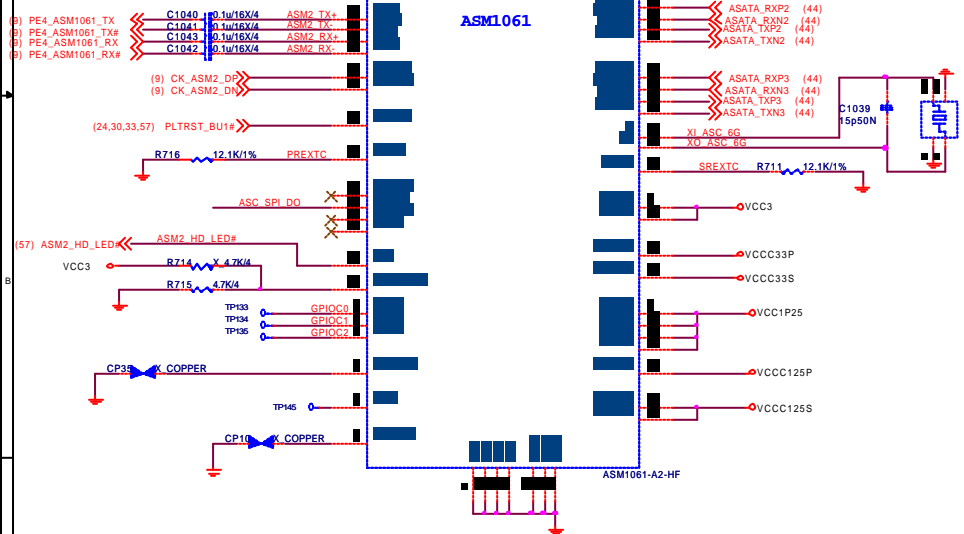 ASM1061
(9) PE4_ASM1061_TX
C1040 0.1u/16X/4 ASM2_TX+
(9) PE4_ASM1061_TX#
C1041 0.1u/16X/4 ASM2_TX-
(9) PE4_ASM1061_RX
C1043 0.1u/16X/4 ASM2_RX+
(9) PE4_ASM1061_RX#
C1042 0.1u/16X/4 ASM2_RX-
(9) CK_ASM2_DP
(9) CK_ASM2_DN
(24,30,33,57) PLTRST_BU1#
R716 12.1K/1% PREXTC
ASC_SPI_DO
(57) ASM2_HD_LED# ASM2_HD_LED#
VCC3 R714 X_4.7K/4
R715 4.7K/4
TP133 GPIOC0
TP134 GPIOC1
TP135 GPIOC2
CP35 X_COPPER
TP145
CP10 X_COPPER
B
ASATA_RXP2 (44)
ASATA_RXN2 (44)
ASATA_TXP2 (44)
ASATA_TXN2 (44)
ASATA_RXP3 (44)
ASATA_RXN3 (44)
ASATA_TXP3 (44)
ASATA_TXN3 (44)
C1039
15p50N
XI_ASC_6G
XO_ASC_6G
SREXTC R711 12.1K/1%
VCC3
VCCC33P
VCCC33S
VCC1P25
VCCC125P
VCCC125S
ASM1061-A2-HF